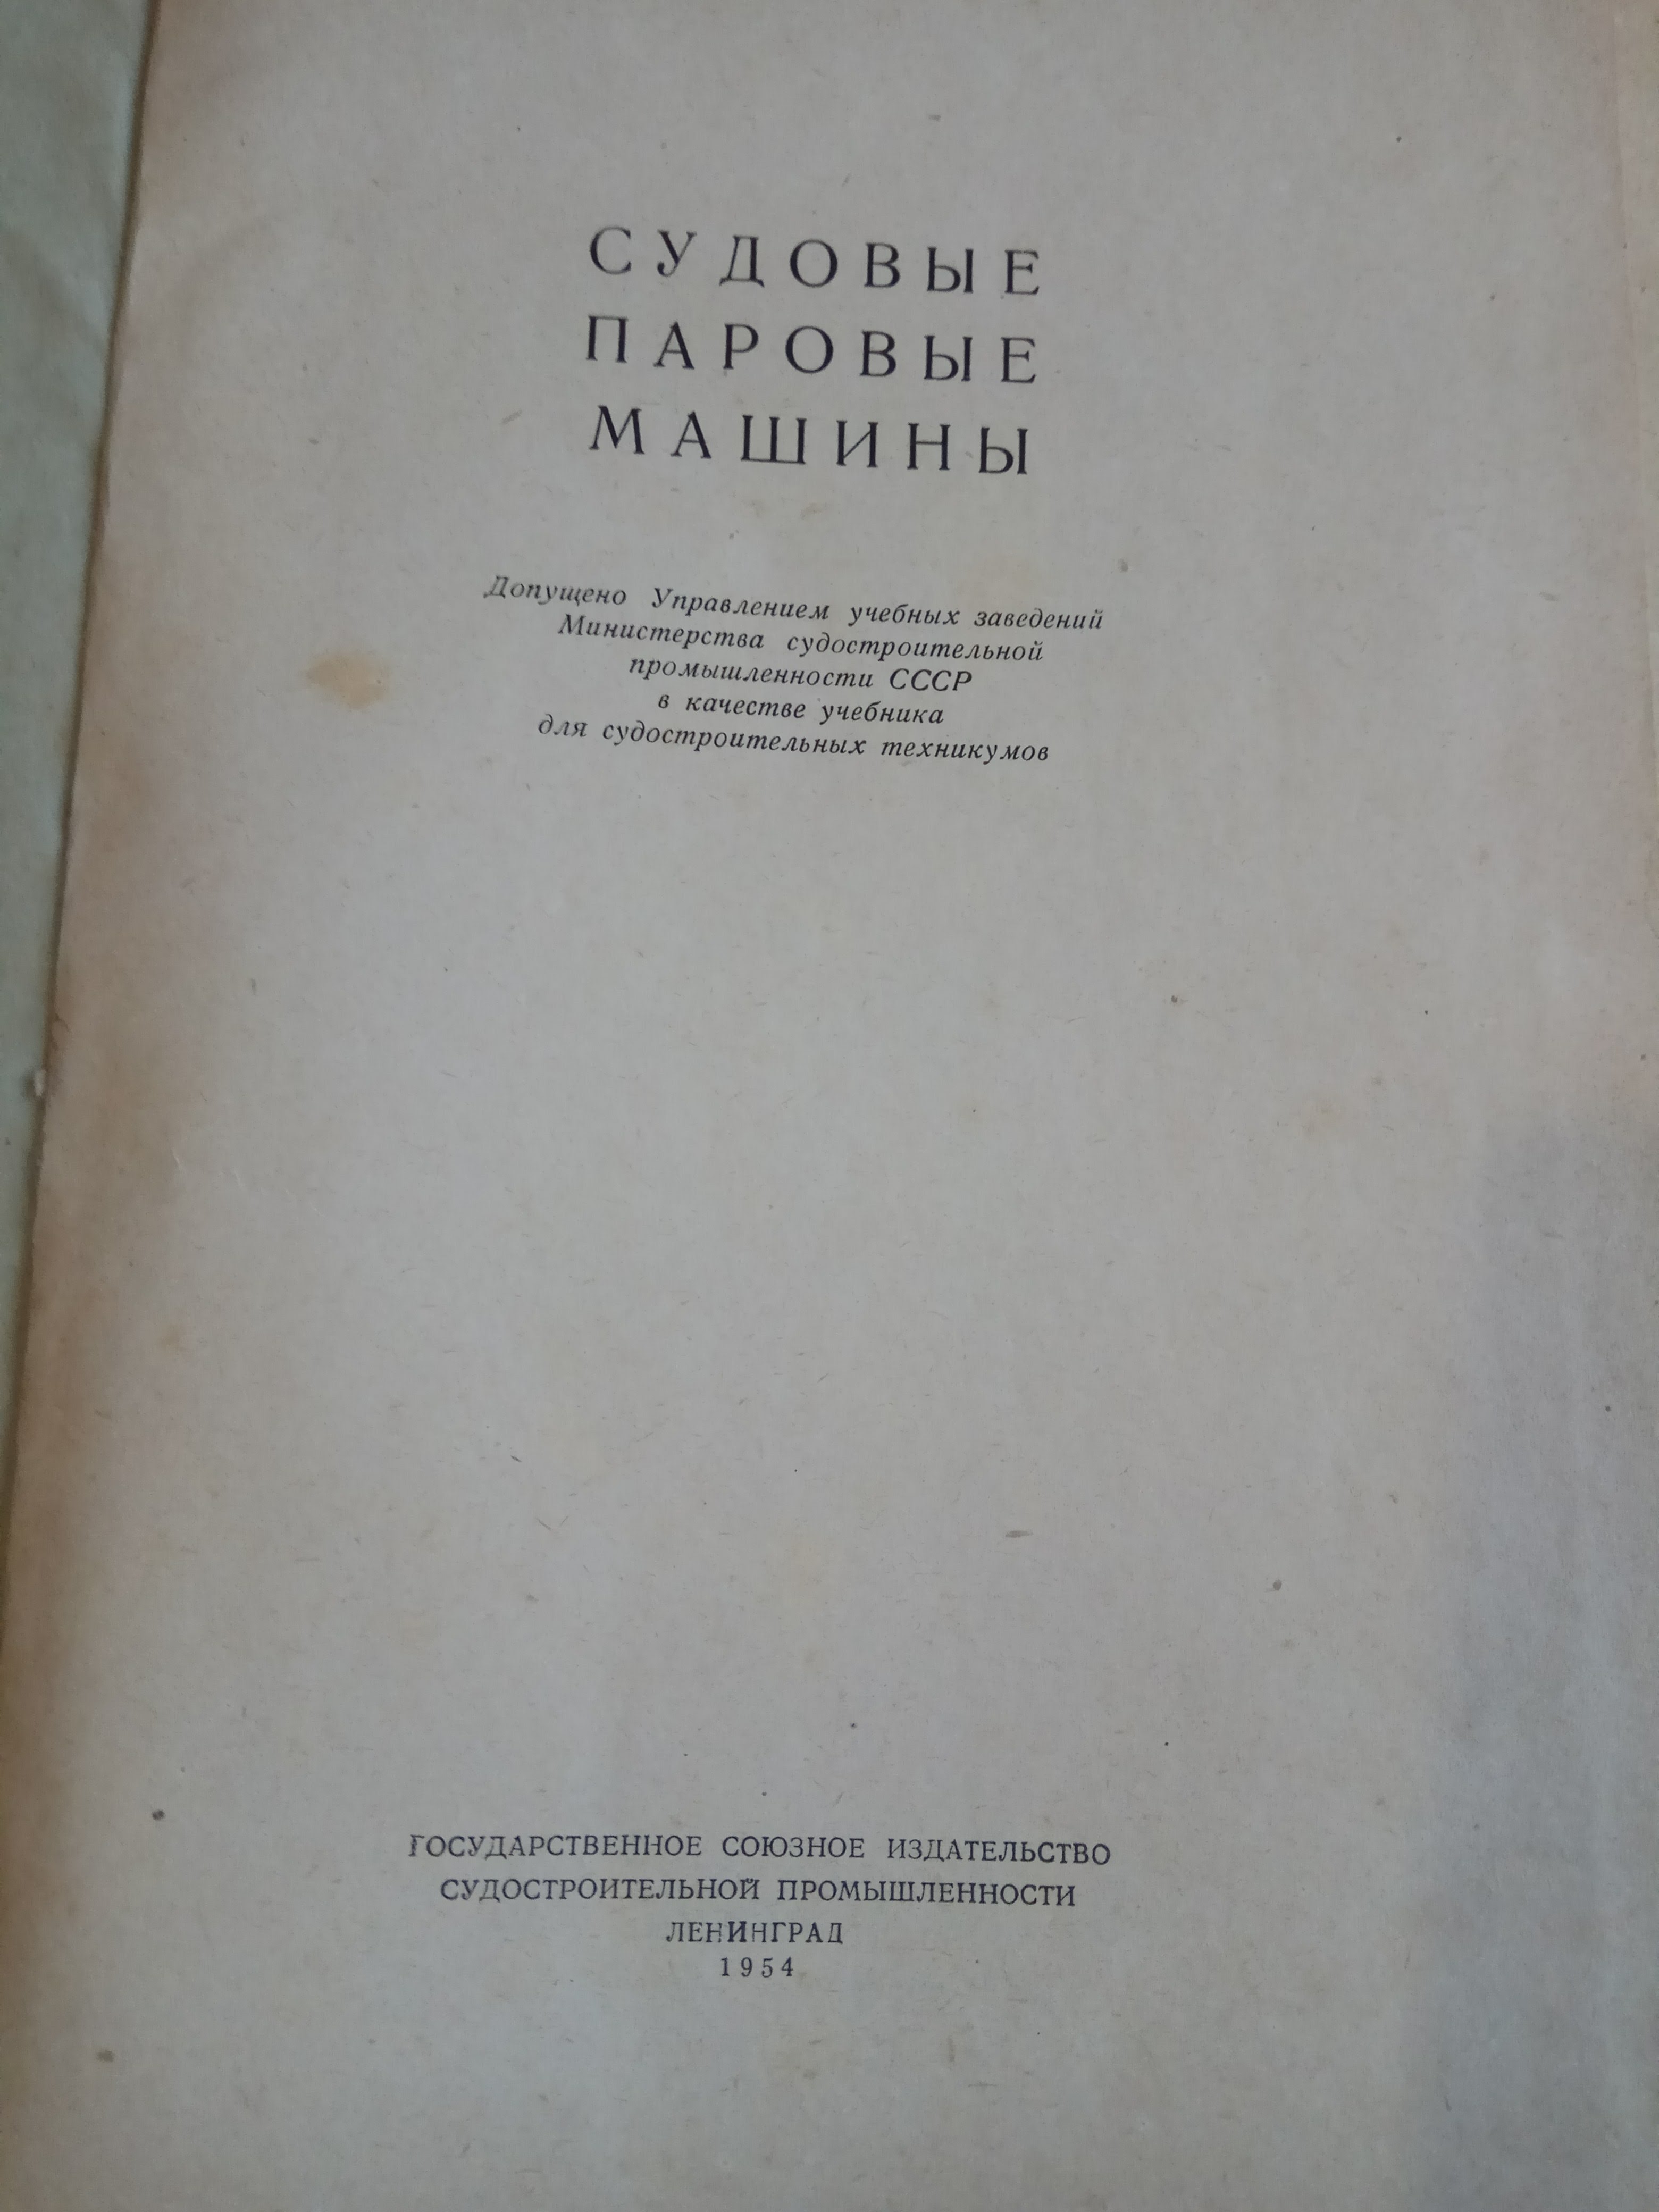 СУДОВЫЕ
ПАРОВЫЕ
МАШИНЫ
Допущено Управлением учебных заведений
Министерства судостроительной
промышленности СССР
в качестве учебника
для судостроительных техникумов
ГОСУДАРСТВЕННОЕ СОЮЗНОЕ ИЗДАТЕЛЬСТВО
СУДОСТРОИТЕЛЬНОЙ ПРОМЫШЛЕННОСТИ
ЛЕНИНГРАД
1954